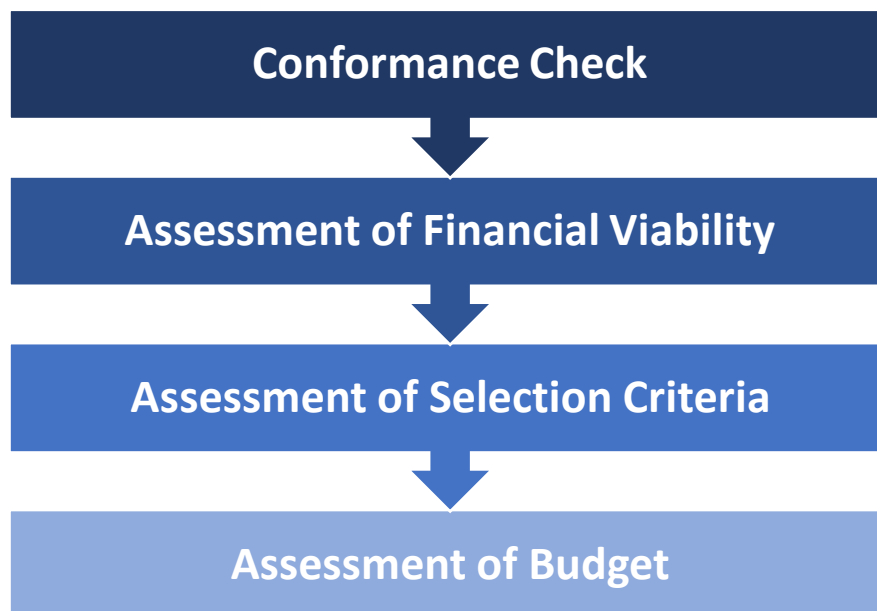 Conformance Check
Assessment of Financial Viability
Assessment of Selection Criteria
Assessment of Budget